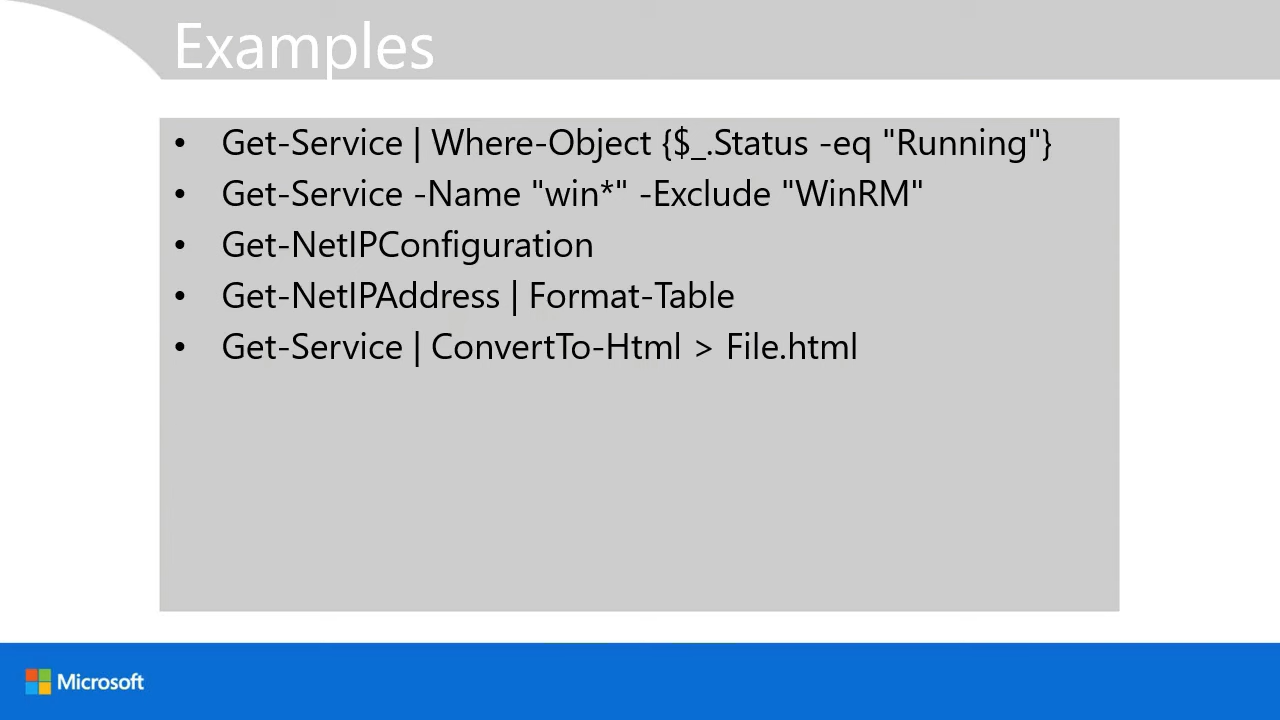 Examples
• Get-Service | Where-Object {$_.Status -eq "Running"}
• Get-Service -Name "win*" -Exclude "WinRM"
• Get-NetIPConfiguration
• Get-NetIPAddress | Format-Table
• Get-Service | ConvertTo-Html > File.html
Microsoft